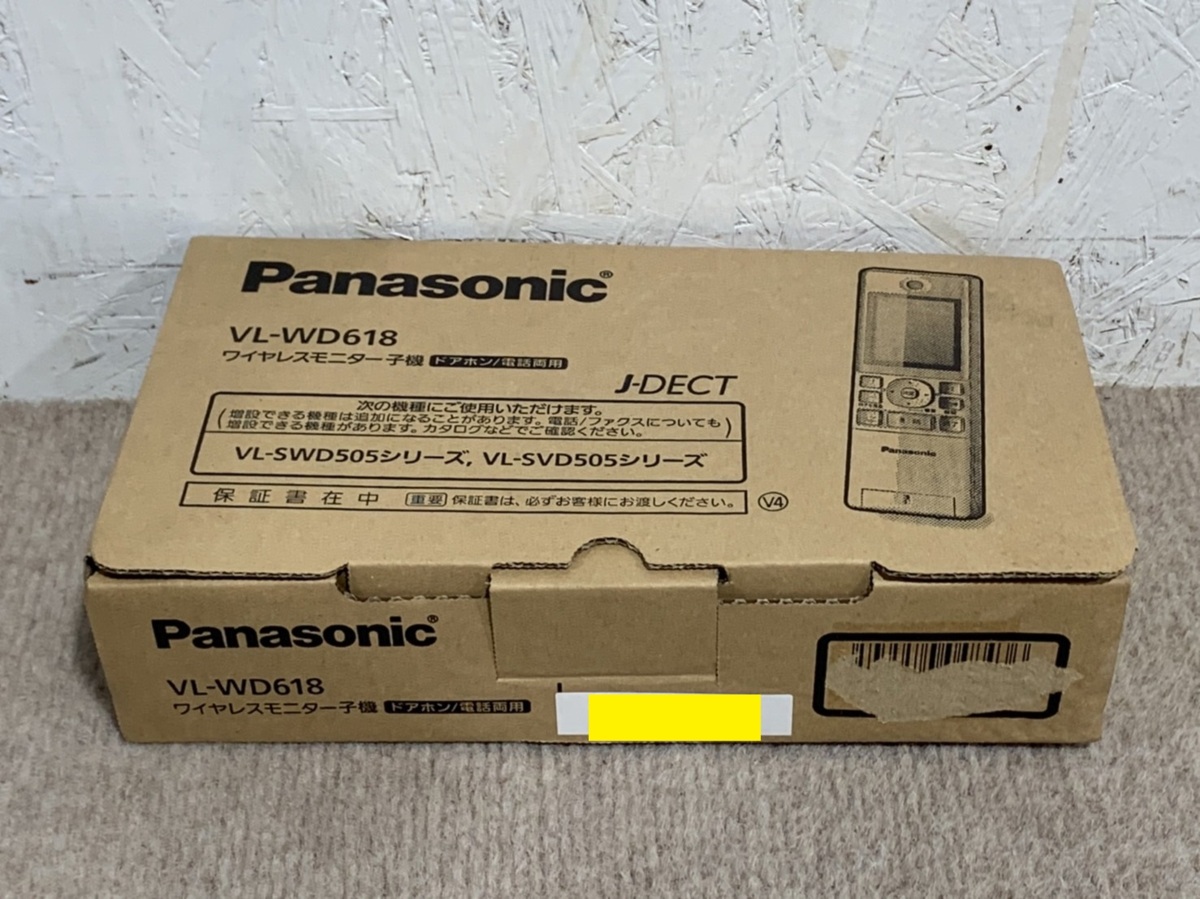 Panasonic®
VL-WD618
ワイヤレスモニター子機 ドアホン/電話両用
J-DECT
次の機種にご使用いただけます。
(増設できる機種は追加になることがあります。電話/ファックスについても
増設できる機種があります。カタログなどでご確認ください。)
VL-SWD505シリーズ, VL-SVD505シリーズ
保証書在中 重要 保証書は、必ずお客様にお渡しください。 V4
Panasonic
Panasonic®
VL-WD618
ワイヤレスモニター子機 ドアホン/電話両用